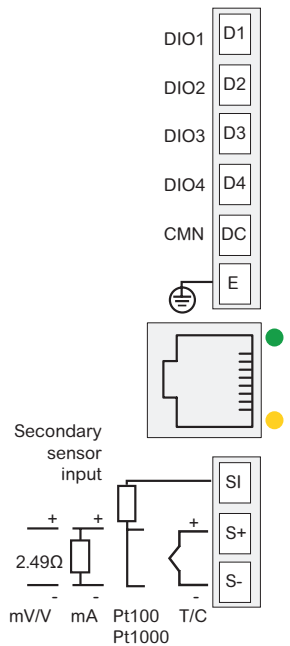 DIO1 D1
DIO2 D2
DIO3 D3
DIO4 D4
CMN DC
E
Secondary
sensor
input
SI
+ + + S+
2.49Ω
- - - S-
mV/V mA Pt100 T/C
Pt1000